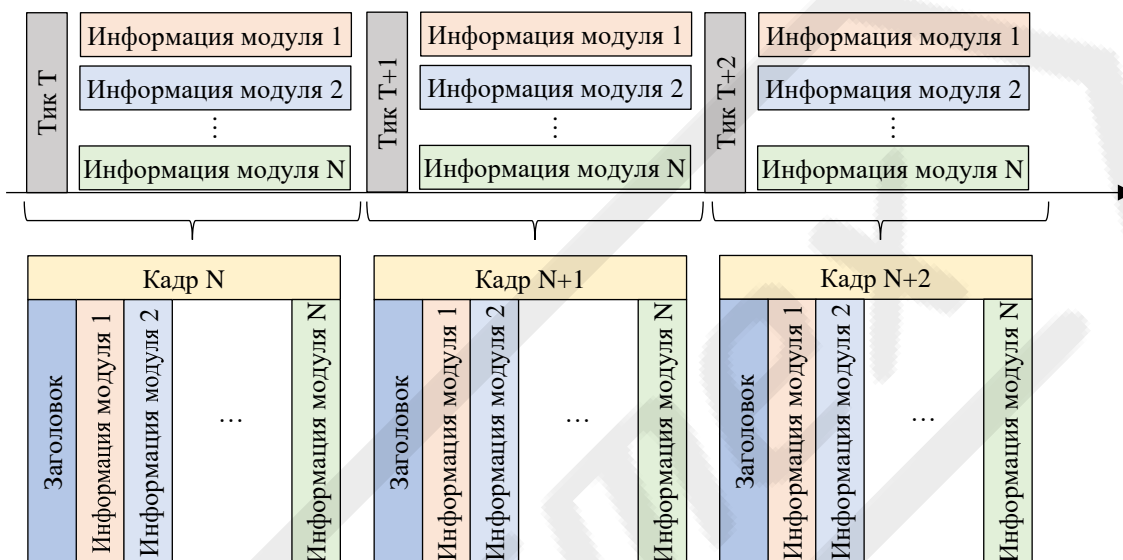 Тик T
Информация модуля 1
Информация модуля 2
⋮
Информация модуля N
Тик T+1
Информация модуля 1
Информация модуля 2
⋮
Информация модуля N
Тик T+2
Информация модуля 1
Информация модуля 2
⋮
Информация модуля N
Кадр N
Заголовок
Информация модуля 1
Информация модуля 2
...
Информация модуля N
Кадр N+1
Заголовок
Информация модуля 1
Информация модуля 2
...
Информация модуля N
Кадр N+2
Заголовок
Информация модуля 1
Информация модуля 2
...
Информация модуля N